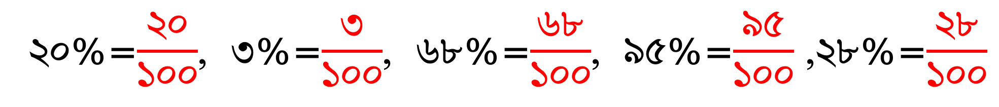 ২০% = ২০/১০০, ৩% = ৩/১০০, ৬৮% = ৬৮/১০০, ৯৫% = ৯৫/১০০ ,২৮% = ২৮/১০০